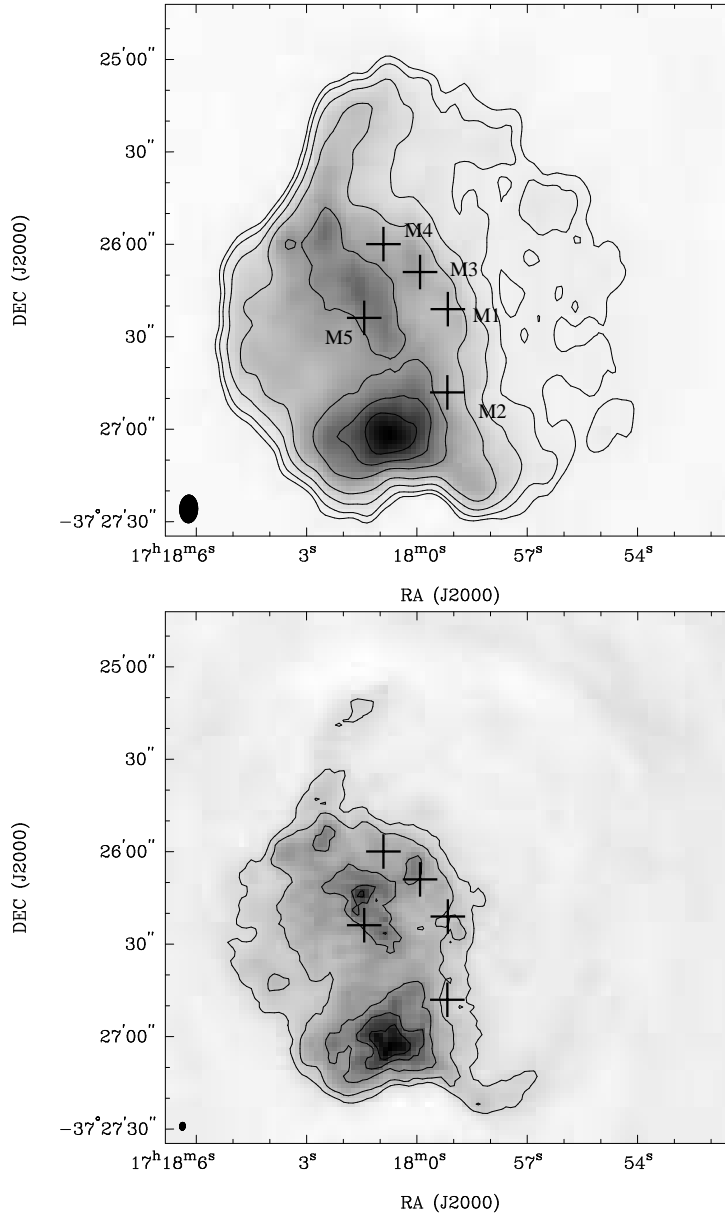 25′00″
30″
26′00″
30″
27′00″
−37°27′30″
DEC (J2000)
M4
M3
M1
M5
M2
17ʰ18ᵐ6ˢ 3ˢ 18ᵐ0ˢ 57ˢ 54ˢ
RA (J2000)
25′00″
30″
26′00″
30″
27′00″
−37°27′30″
DEC (J2000)
17ʰ18ᵐ6ˢ 3ˢ 18ᵐ0ˢ 57ˢ 54ˢ
RA (J2000)